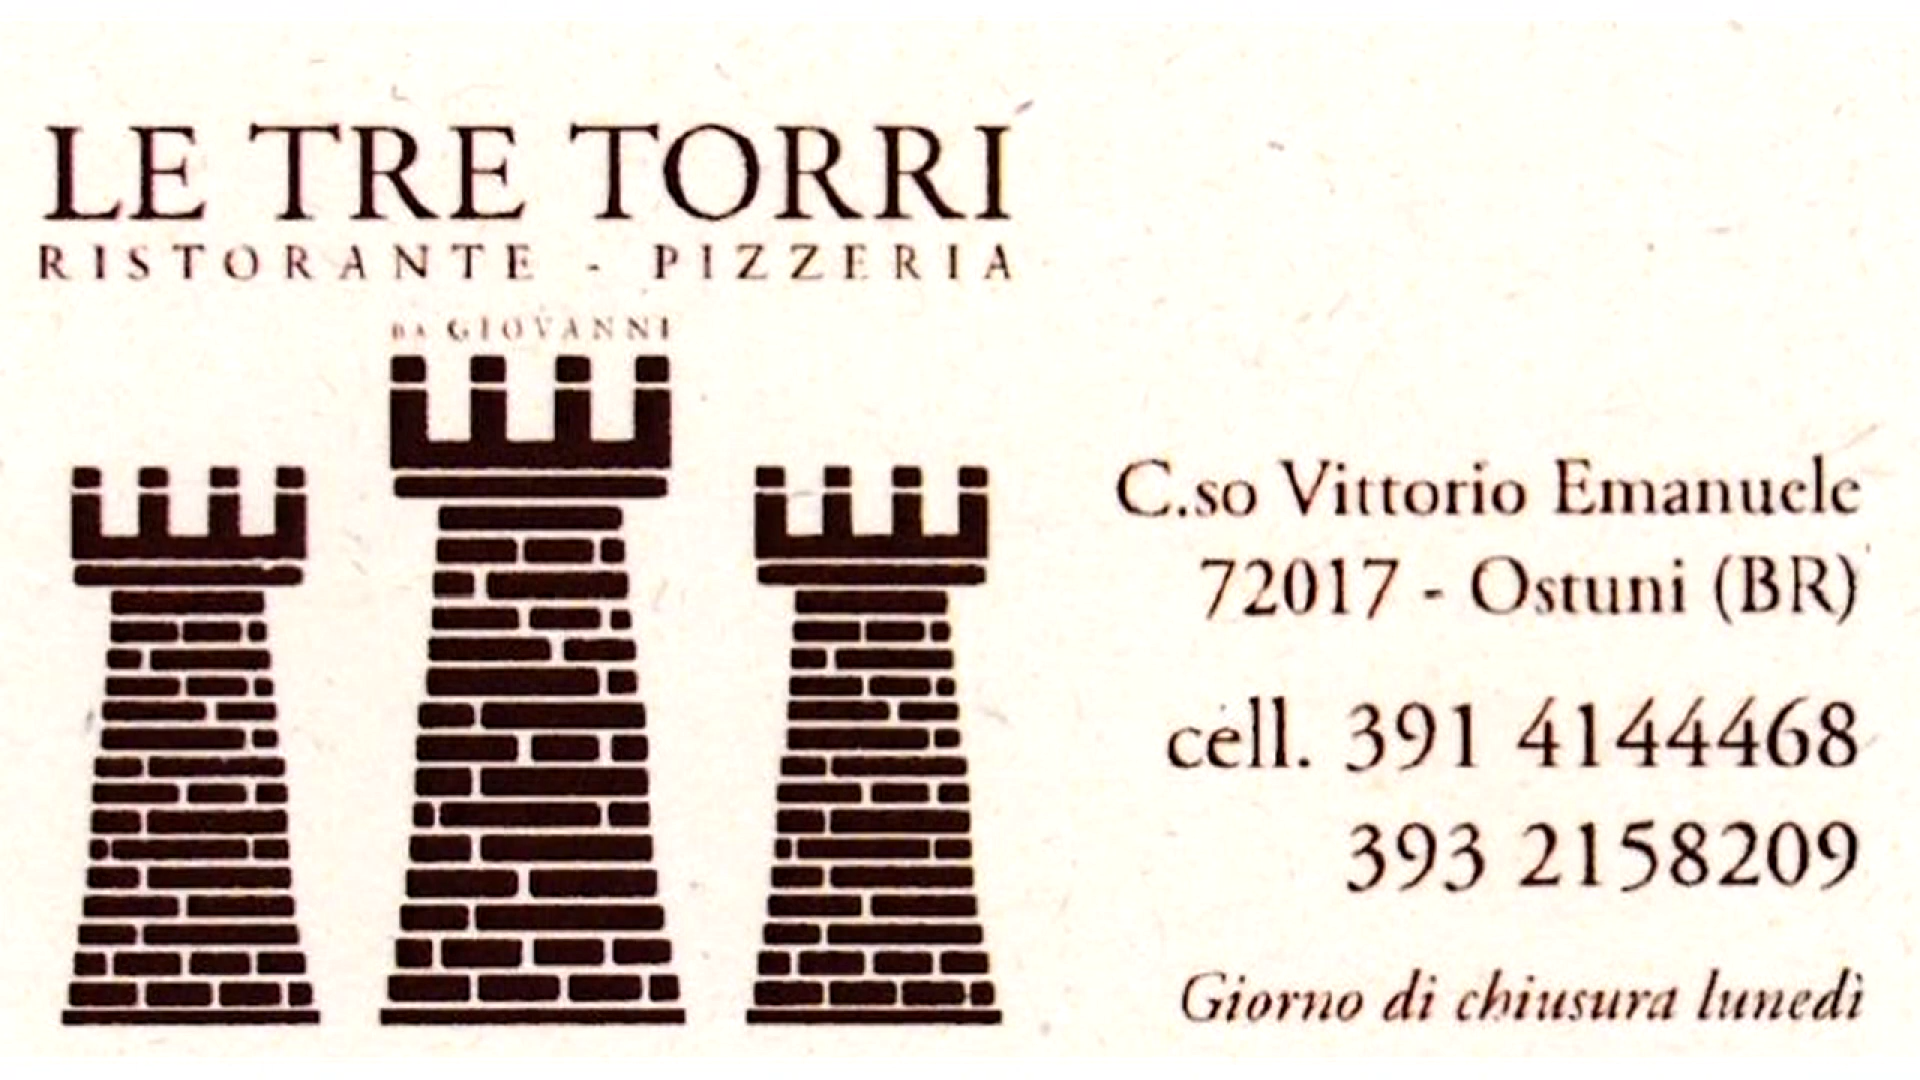 LE TRE TORRI
RISTORANTE - PIZZERIA
DA GIOVANNI
C.so Vittorio Emanuele
72017 - Ostuni (BR)
cell. 391 4144468
393 2158209
Giorno di chiusura lunedì